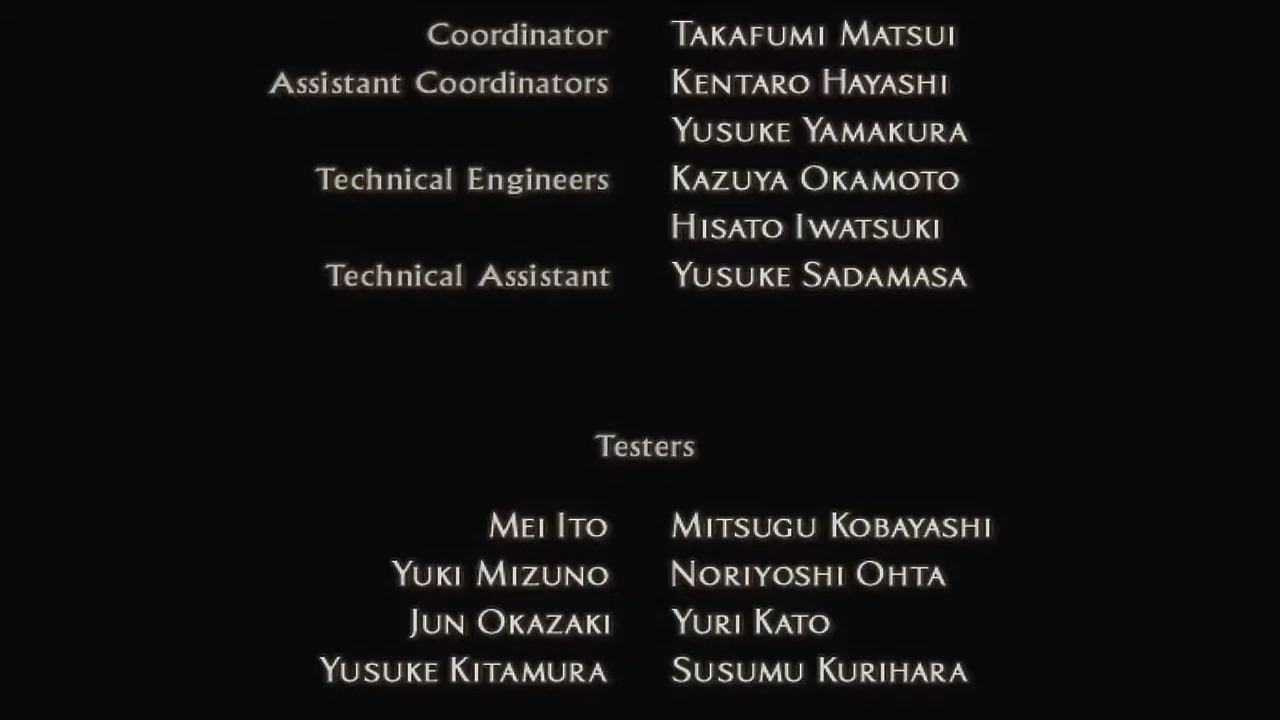 Coordinator TAKAFUMI MATSUI
Assistant Coordinators KENTARO HAYASHI
YUSUKE YAMAKURA
Technical Engineers KAZUYA OKAMOTO
HISATO IWATSUKI
Technical Assistant YUSUKE SADAMASA
Testers
MEI ITO MITSUGU KOBAYASHI
YUKI MIZUNO NORIYOSHI OHTA
JUN OKAZAKI YURI KATO
YUSUKE KITAMURA SUSUMU KURIHARA